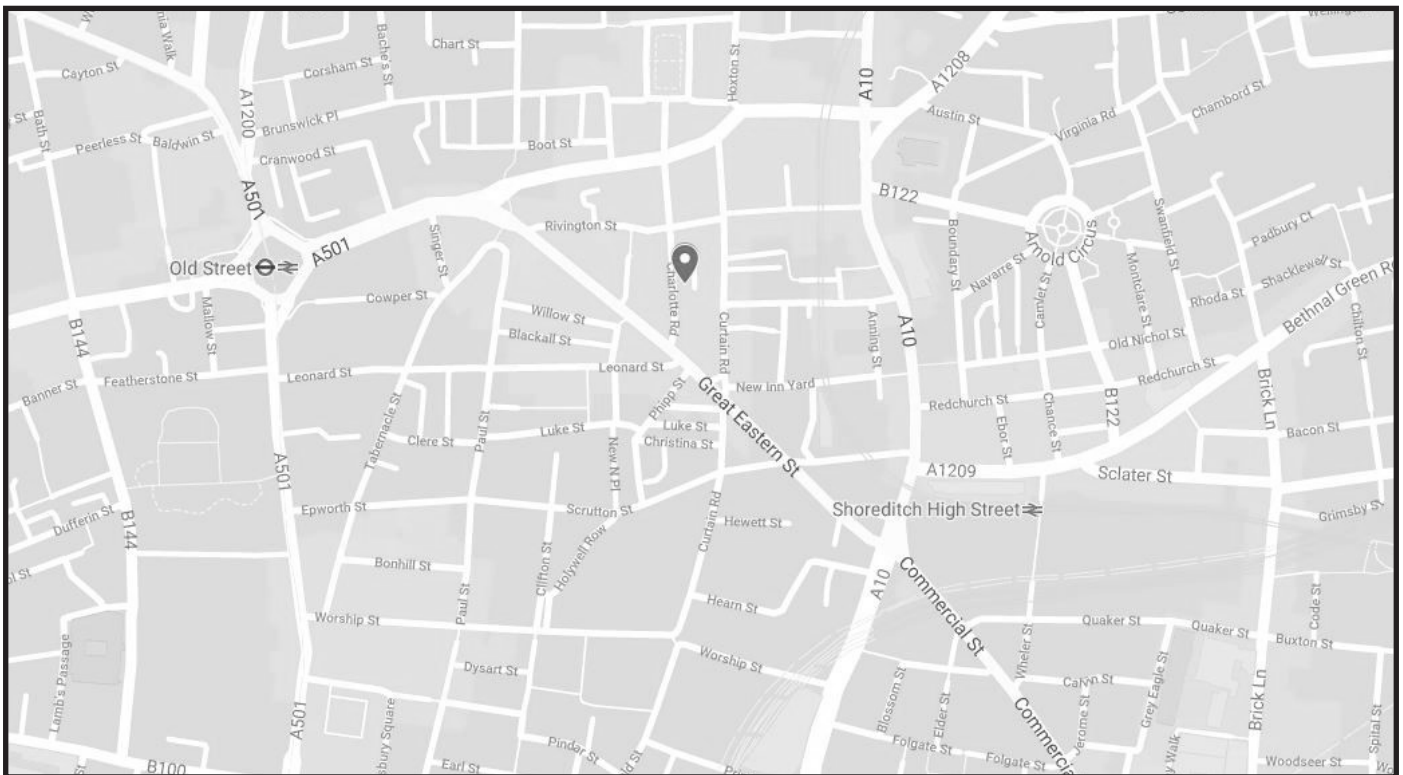 Cayton St
Chart St
Bache's St
Corsham St
Hoxton St
A10
A1208
Chambord St
Virginia Rd
Austin St
Bath St
A1200
Brunswick Pl
Peerless St
Baldwin St
Cranwood St
Boot St
A501
B122
Arnold Circus
Swanfield St
Padbury Ct
Boundary St
Rivington St
Singer St
A501
Old Street
Charlotte Rd
Navarre St
Camlet St
Montclare St
Shacklewell St
Rhoda St
Bethnal Green Rd
Chilton St
Cowper St
Mallow St
Willow St
Blackall St
Curtain Rd
Anning St
A10
Old Nichol St
B144
Leonard St
Leonard St
Featherstone St
Banner St
New Inn Yard
Redchurch St
Redchurch St
Great Eastern St
Phipp St
Tabernacle St
Paul St
Clere St
Luke St
Luke St
Christina St
New N Pl
Ebor St
Chance St
B122
Brick Ln
Bacon St
A501
A1209
Sclater St
Epworth St
Scrutton St
Curtain Rd
Hewett St
Shoreditch High Street
Grimsby St
Dufferin St
B144
Bonhill St
Clifton St
Holywell Row
Paul St
A10
Commercial St
Hearn St
Worship St
Worship St
Quaker St
Quaker St
Buxton St
Code St
Wheler St
Lamb's Passage
Dysart St
Blossom St
Elder St
Calvin St
Jerome St
Grey Eagle St
Brick Ln
Spital St
A501
Pindar St
Earl St
Folgate St
Folgate St
Woodseer St
B100